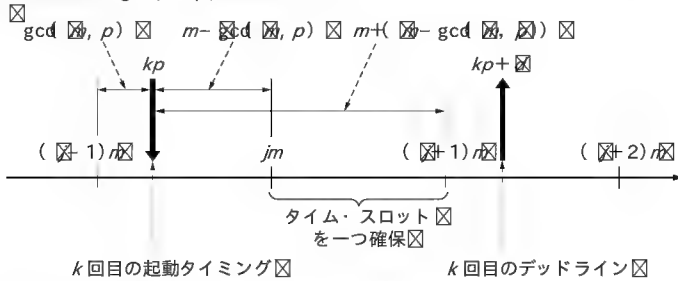 gcd(m, p) m−gcd(m, p) m+(m−gcd(m, p))
kp kp+d
(j−1)m jm (j+1)m (j+2)m
タイム・スロット
を一つ確保
k回目の起動タイミング k回目のデッドライン